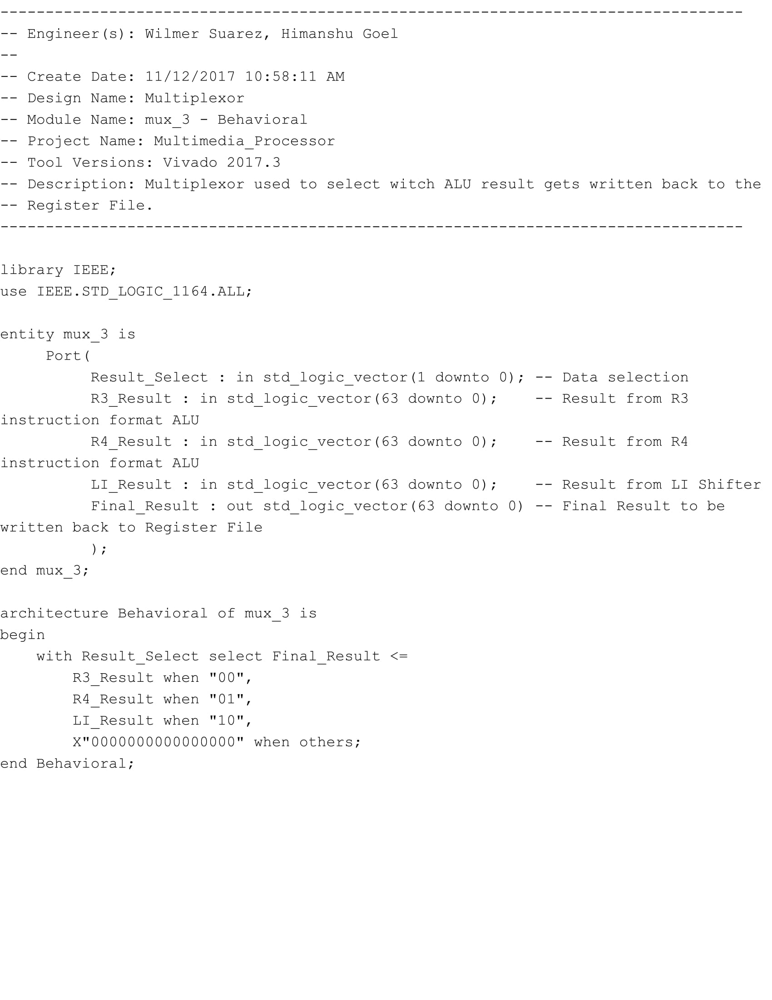 ----------------------------------------------------------------------------------
-- Engineer(s): Wilmer Suarez, Himanshu Goel
--
-- Create Date: 11/12/2017 10:58:11 AM
-- Design Name: Multiplexor
-- Module Name: mux_3 - Behavioral
-- Project Name: Multimedia_Processor
-- Tool Versions: Vivado 2017.3
-- Description: Multiplexor used to select witch ALU result gets written back to the
-- Register File.
----------------------------------------------------------------------------------

library IEEE;
use IEEE.STD_LOGIC_1164.ALL;

entity mux_3 is
     Port(
          Result_Select : in std_logic_vector(1 downto 0); -- Data selection
          R3_Result : in std_logic_vector(63 downto 0);    -- Result from R3
instruction format ALU
          R4_Result : in std_logic_vector(63 downto 0);    -- Result from R4
instruction format ALU
          LI_Result : in std_logic_vector(63 downto 0);    -- Result from LI Shifter
          Final_Result : out std_logic_vector(63 downto 0) -- Final Result to be
written back to Register File
          );
end mux_3;

architecture Behavioral of mux_3 is
begin
    with Result_Select select Final_Result <=
        R3_Result when "00",
        R4_Result when "01",
        LI_Result when "10",
        X"0000000000000000" when others;
end Behavioral;